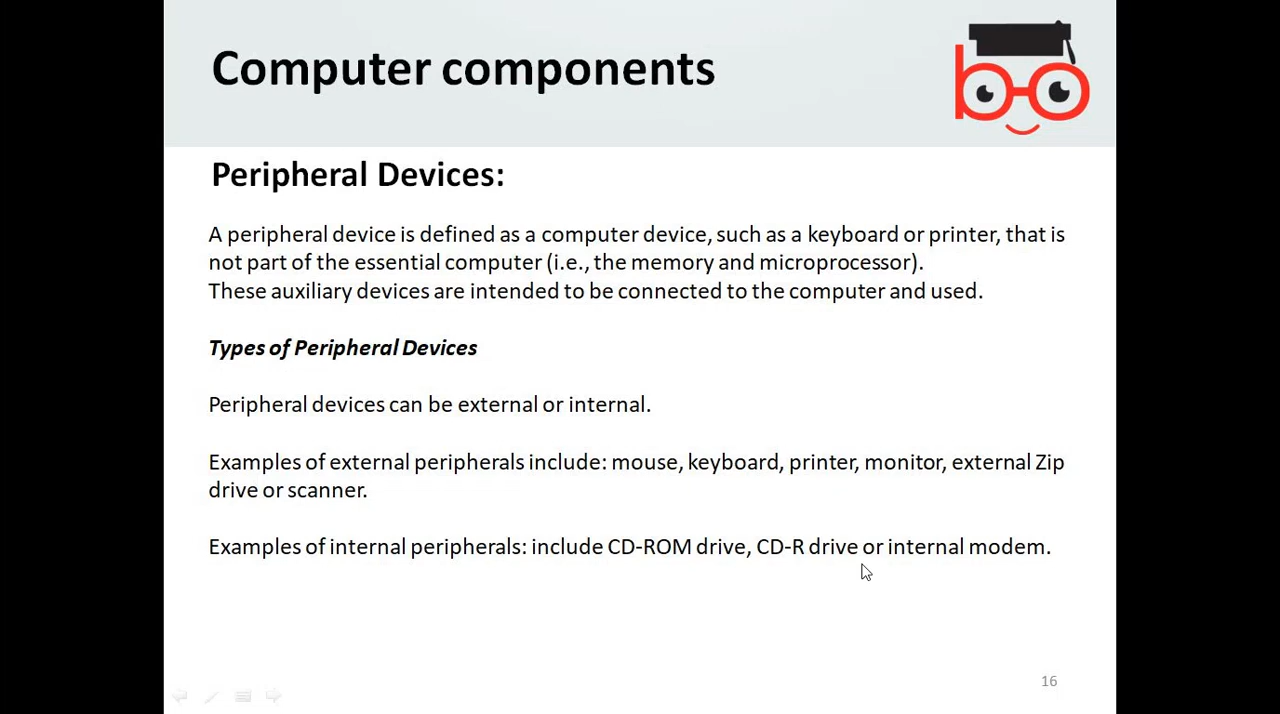 Computer components
Peripheral Devices:
A peripheral device is defined as a computer device, such as a keyboard or printer, that is
not part of the essential computer (i.e., the memory and microprocessor).
These auxiliary devices are intended to be connected to the computer and used.
Types of Peripheral Devices
Peripheral devices can be external or internal.
Examples of external peripherals include: mouse, keyboard, printer, monitor, external Zip
drive or scanner.
Examples of internal peripherals: include CD-ROM drive, CD-R drive or internal modem.
16